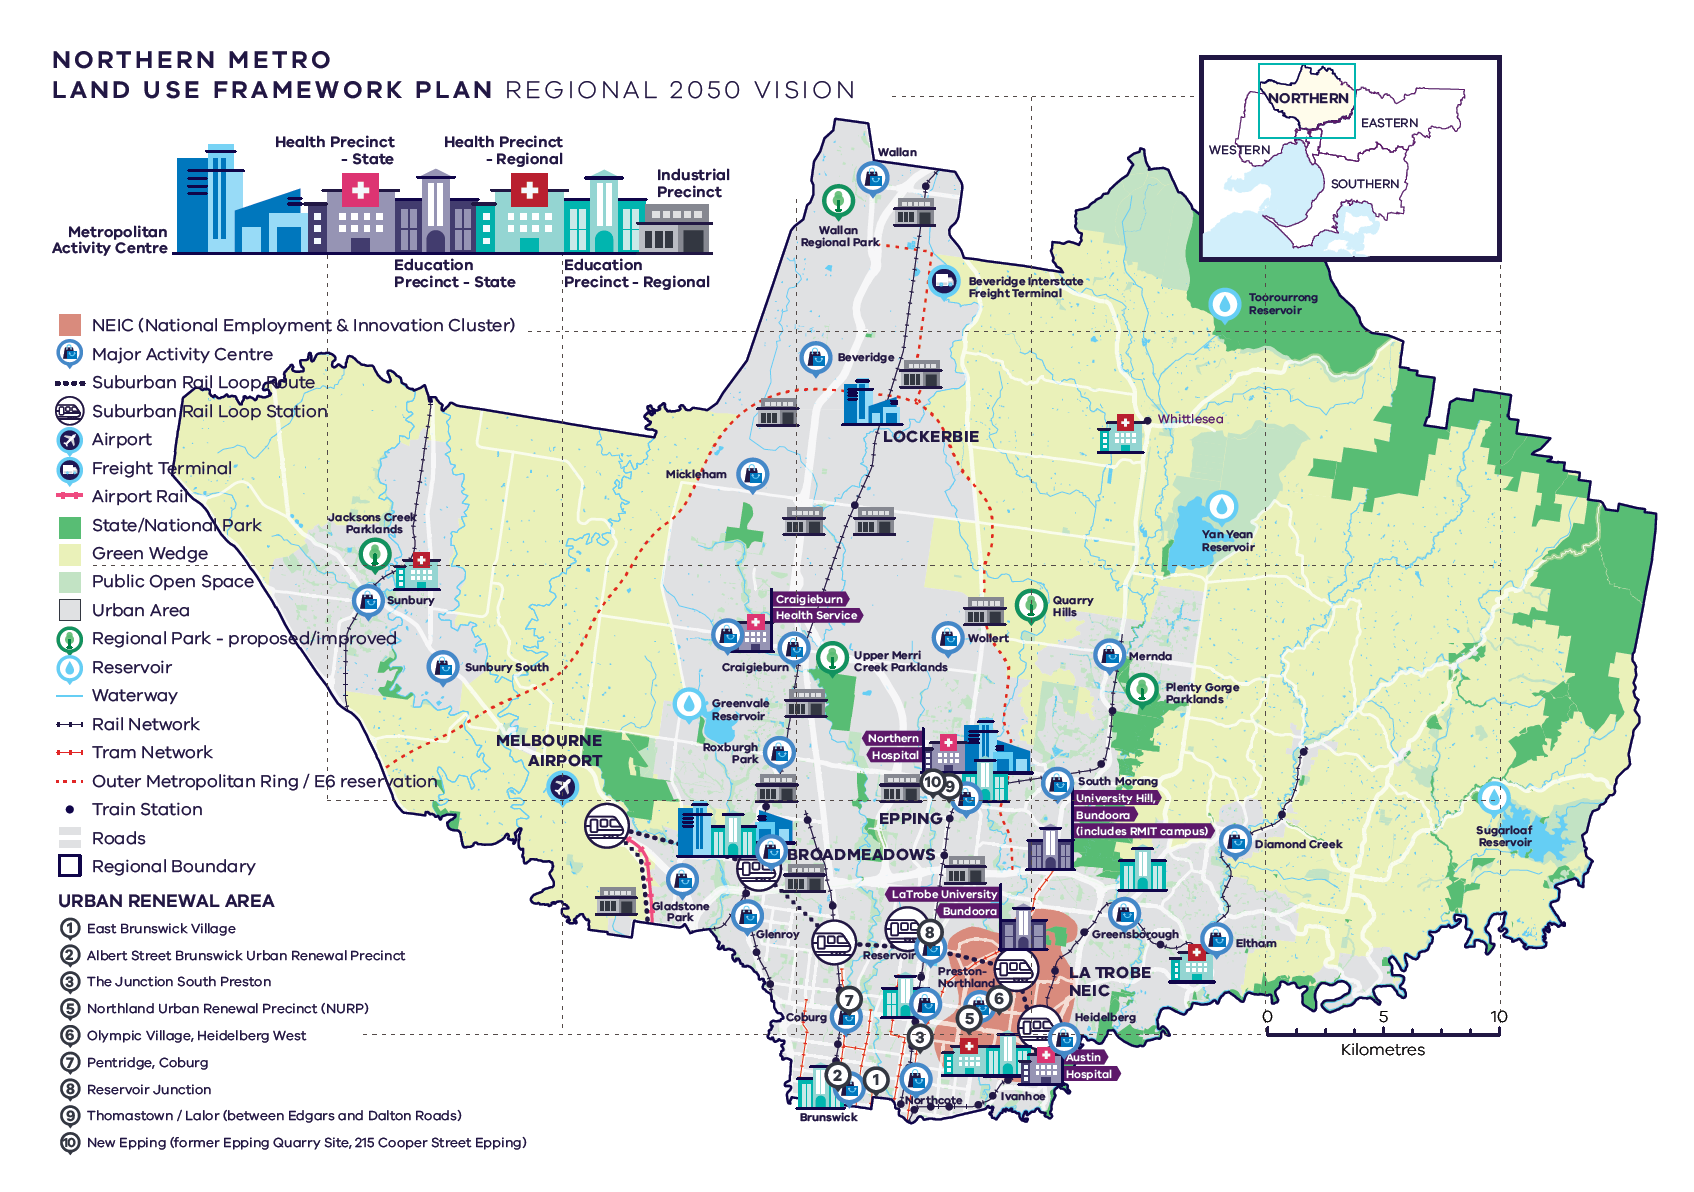 NORTHERN METRO
LAND USE FRAMEWORK PLAN REGIONAL 2050 VISION
Health Precinct
- State
Health Precinct
- Regional
Industrial
Precinct
Metropolitan
Activity Centre
Education
Precinct - State
Education
Precinct - Regional
NORTHERN
EASTERN
WESTERN
SOUTHERN
NEIC (National Employment & Innovation Cluster)
Major Activity Centre
Suburban Rail Loop Route
Suburban Rail Loop Station
Airport
Freight Terminal
Airport Rail
State/National Park
Green Wedge
Public Open Space
Urban Area
Regional Park - proposed/improved
Reservoir
Waterway
Rail Network
Tram Network
Outer Metropolitan Ring / E6 reservation
Train Station
Roads
Regional Boundary
URBAN RENEWAL AREA
1 East Brunswick Village
2 Albert Street Brunswick Urban Renewal Precinct
3 The Junction South Preston
5 Northland Urban Renewal Precinct (NURP)
6 Olympic Village, Heidelberg West
7 Pentridge, Coburg
8 Reservoir Junction
9 Thomastown / Lalor (between Edgars and Dalton Roads)
10 New Epping (former Epping Quarry Site, 215 Cooper Street Epping)
Wallan
Wallan
Regional Park
Beveridge Interstate
Freight Terminal
Toorourrong
Reservoir
Beveridge
LOCKERBIE
Whittlesea
Mickleham
Jacksons Creek
Parklands
Yan Yean
Reservoir
Sunbury
Craigieburn
Health Service
Quarry
Hills
Wollert
Craigieburn
Upper Merri
Creek Parklands
Mernda
Sunbury South
Plenty Gorge
Parklands
Greenvale
Reservoir
MELBOURNE
AIRPORT
Roxburgh
Park
Northern
Hospital
10
9
South Morang
University Hill,
Bundoora
(includes RMIT campus)
EPPING
Sugarloaf
Reservoir
Diamond Creek
BROADMEADOWS
LaTrobe University
Bundoora
Gladstone
Park
Glenroy
8
Reservoir
Greensborough
Eltham
Preston-
Northland
LA TROBE
NEIC
7
6
5
Coburg
Heidelberg
3
Austin
Hospital
2
1
Northcote
Ivanhoe
Brunswick
0
5
10
Kilometres